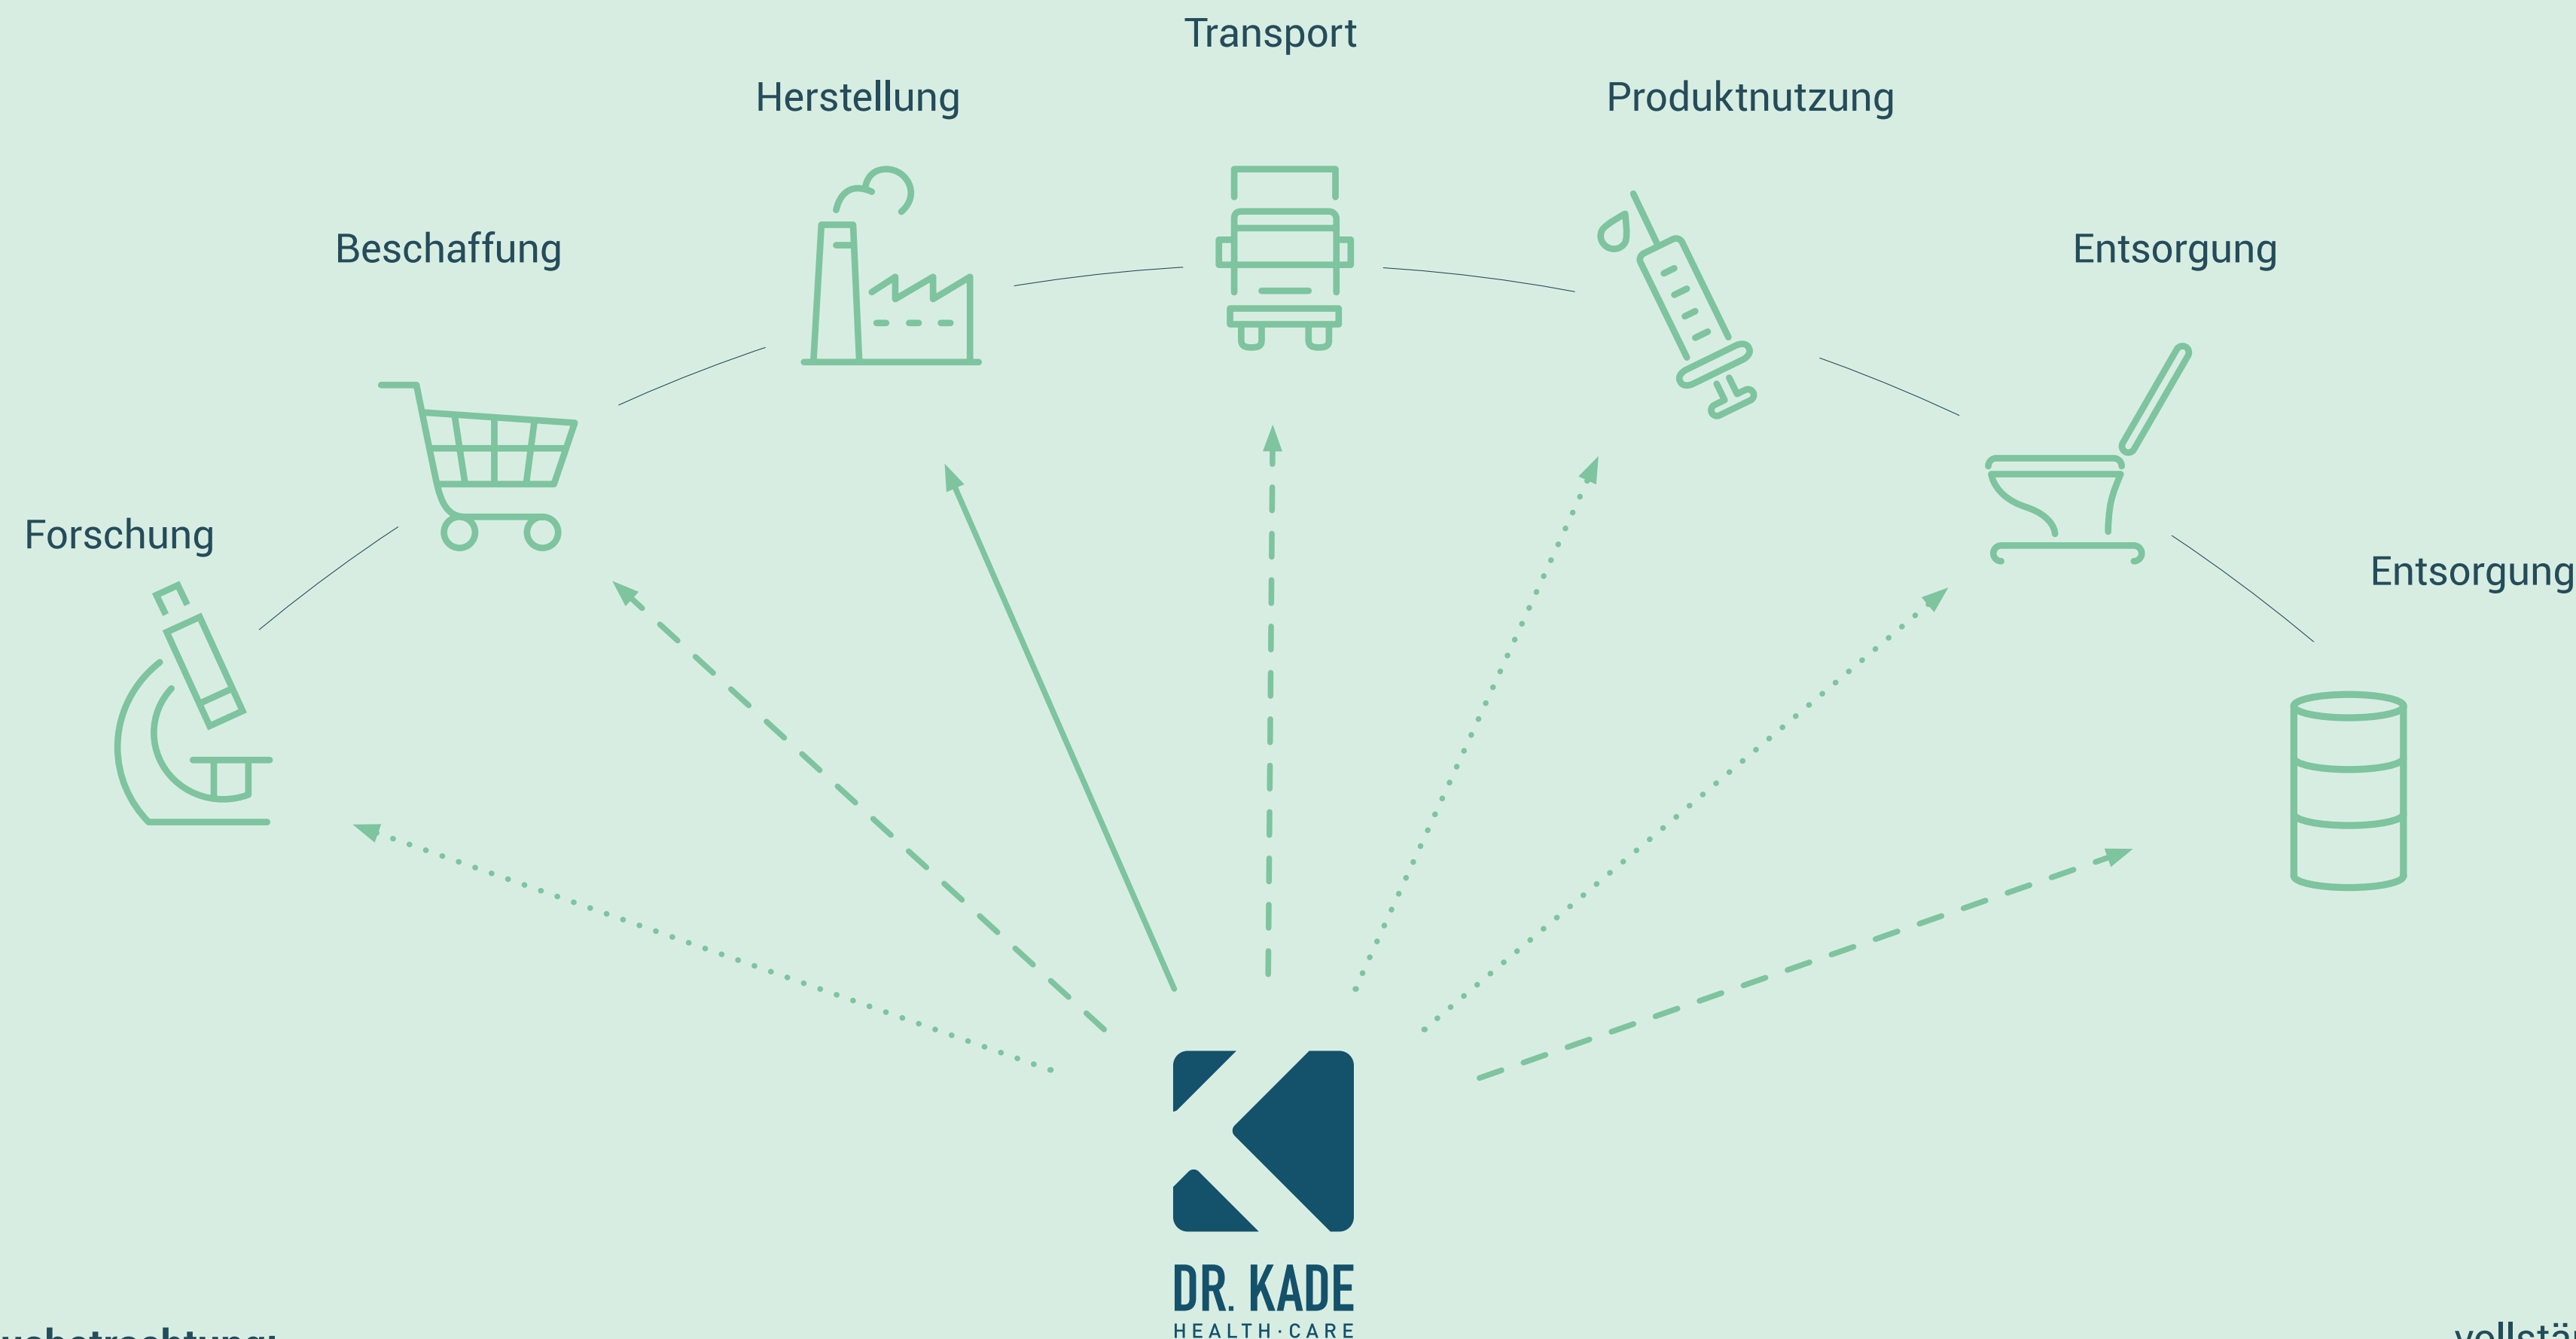 Transport
Herstellung
Produktnutzung
Beschaffung
Entsorgung
Forschung
Entsorgung
DR. KADE
HEALTH·CARE